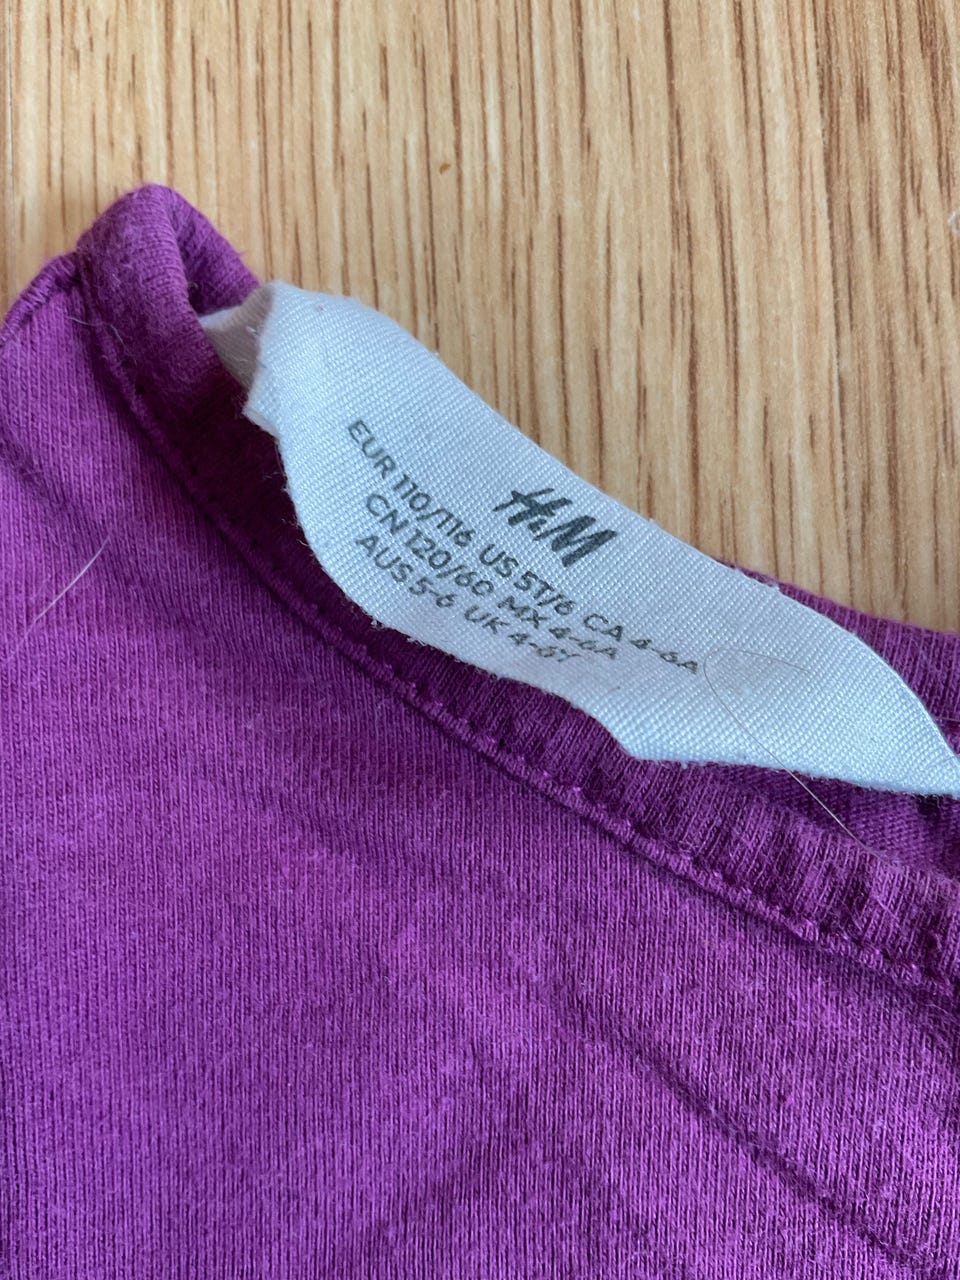 H&M
EUR 110/116 US 5T/6 CA 4-6A
CN 120/60 MX 4-6A
AUS 5-6 UK 4-6Y